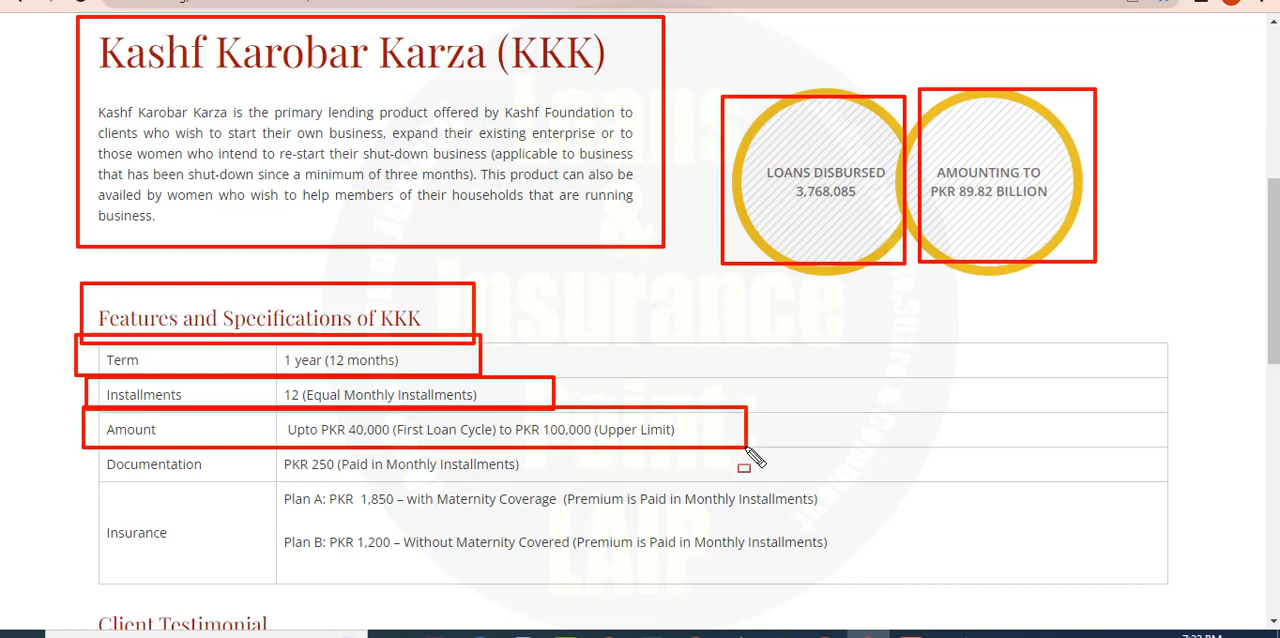 Kashf Karobar Karza (KKK)
Kashf Karobar Karza is the primary lending product offered by Kashf Foundation to
clients who wish to start their own business, expand their existing enterprise or to
those women who intend to re-start their shut-down business (applicable to business
that has been shut-down since a minimum of three months). This product can also be
availed by women who wish to help members of their households that are running
business.
LOANS DISBURSED
3,768,085
AMOUNTING TO
PKR 89.82 BILLION
Features and Specifications of KKK
Term 1 year (12 months)
Installments 12 (Equal Monthly Installments)
Amount Upto PKR 40,000 (First Loan Cycle) to PKR 100,000 (Upper Limit)
Documentation PKR 250 (Paid in Monthly Installments)
Insurance
Plan A: PKR 1,850 – with Maternity Coverage (Premium is Paid in Monthly Installments)
Plan B: PKR 1,200 – Without Maternity Covered (Premium is Paid in Monthly Installments)
Client Testimonial
Loans
&
Insurance
Point
LAIP
e,Share & Comment